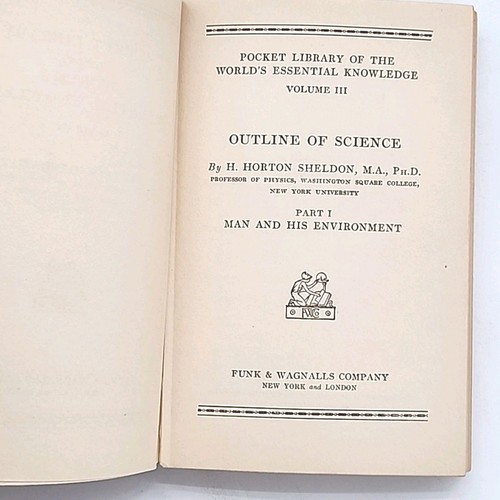 POCKET LIBRARY OF THE
WORLD'S ESSENTIAL KNOWLEDGE
VOLUME III
OUTLINE OF SCIENCE
By H. HORTON SHELDON, M.A., PH.D.
PROFESSOR OF PHYSICS, WASHINGTON SQUARE COLLEGE,
NEW YORK UNIVERSITY
PART I
MAN AND HIS ENVIRONMENT
FUNK & WAGNALLS COMPANY
NEW YORK and LONDON